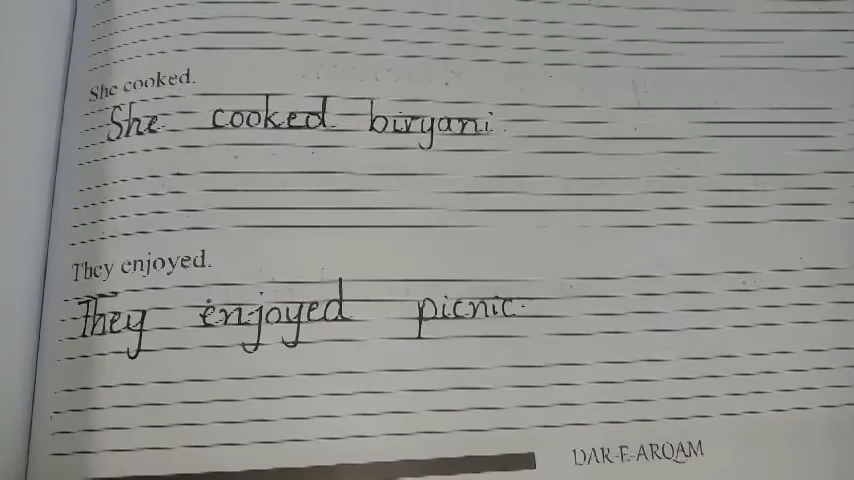 She cooked.
She cooked biryani.
They enjoyed.
They enjoyed picnic.
DAR-E-ARQAM